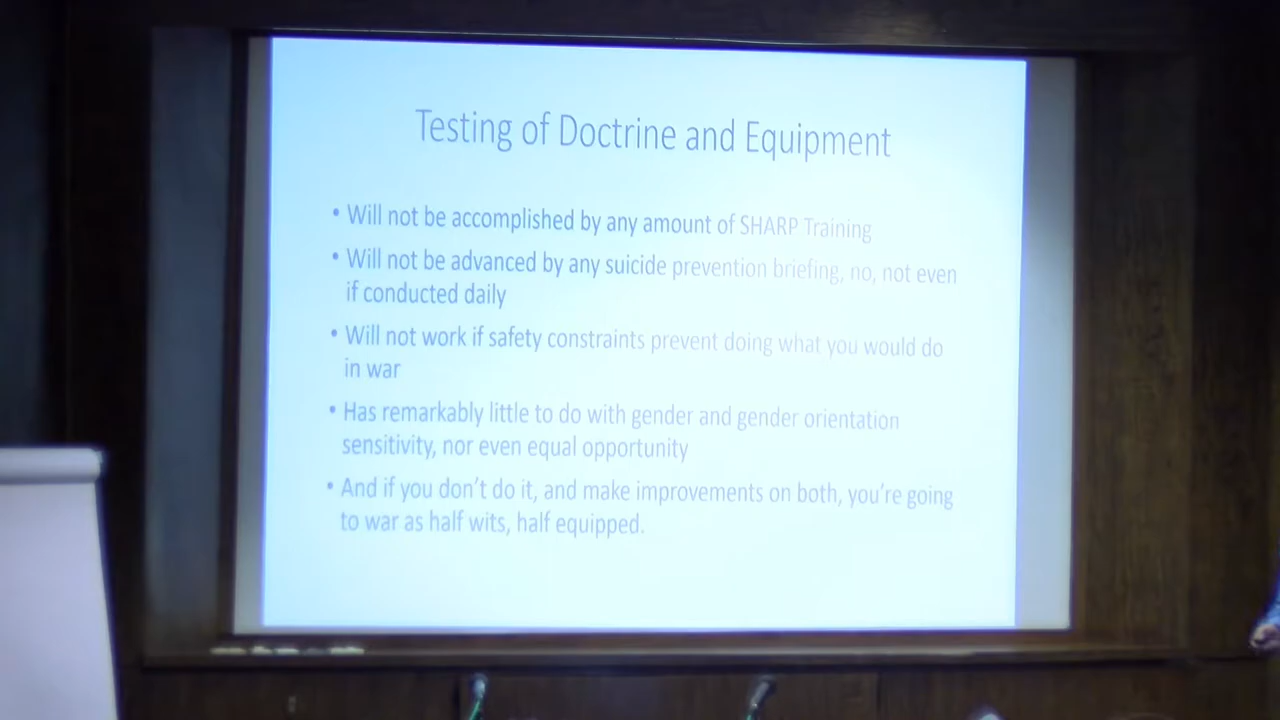 Testing of Doctrine and Equipment
• Will not be accomplished by any amount of SHARP Training
• Will not be advanced by any suicide prevention briefing, no, not even
if conducted daily
• Will not work if safety constraints prevent doing what you would do
in war
• Has remarkably little to do with gender and gender orientation
sensitivity, nor even equal opportunity
• And if you don't do it, and make improvements on both, you're going
to war as half wits, half equipped.